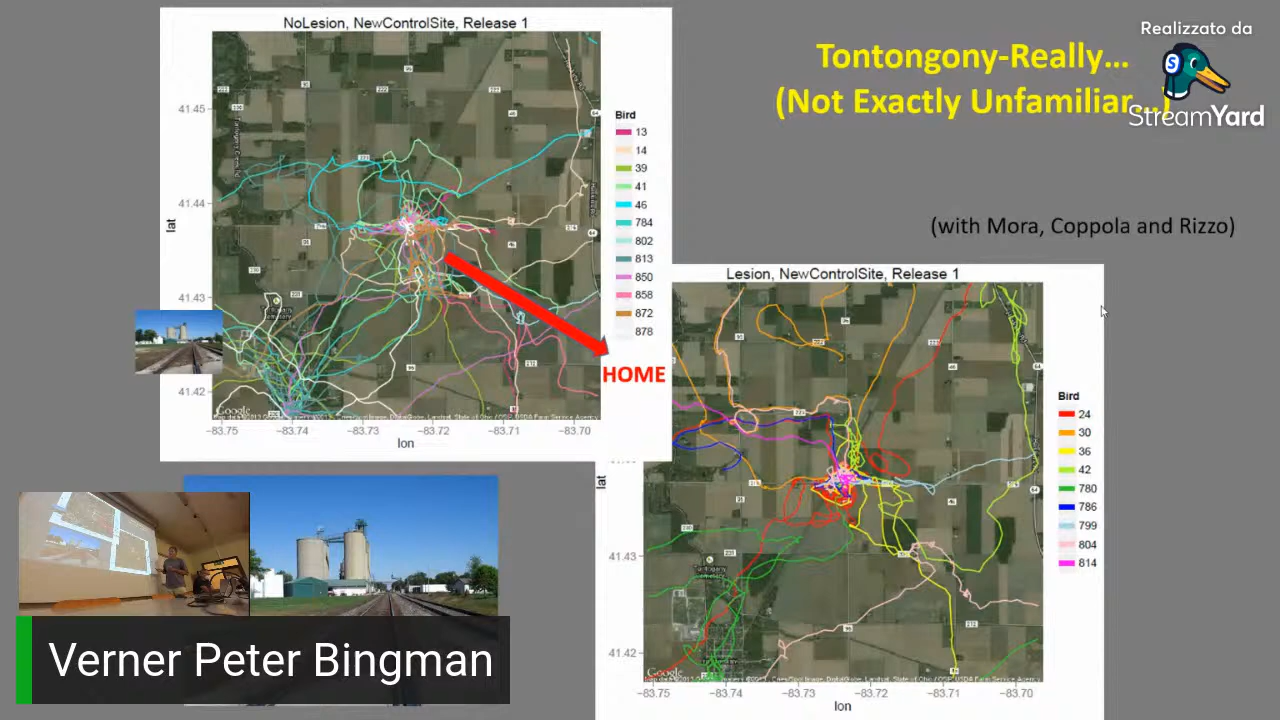 NoLesion, NewControlSite, Release 1
Realizzato da
StreamYard
Tontongony-Really...
(Not Exactly Unfamiliar...)
(with Mora, Coppola and Rizzo)
lat
41.45
41.44
41.43
41.42
−83.75
−83.74
−83.73
−83.72
−83.71
−83.70
lon
Google
Bird
13
14
39
41
46
784
802
813
850
858
872
878
HOME
Lesion, NewControlSite, Release 1
lat
41.43
41.42
−83.75
−83.74
−83.73
−83.72
−83.71
−83.70
lon
Google
Bird
24
30
36
42
780
786
799
804
814
Verner Peter Bingman